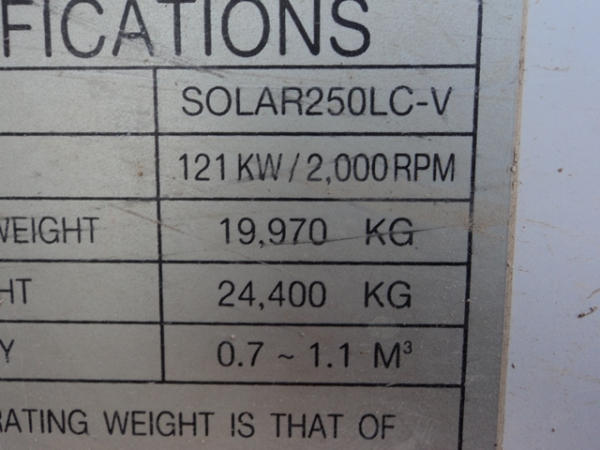 FICATIONS
SOLAR250LC-V
121 KW / 2,000 RPM
WEIGHT 19,970 KG
HT 24,400 KG
Y 0.7 ~ 1.1 M³
RATING WEIGHT IS THAT OF